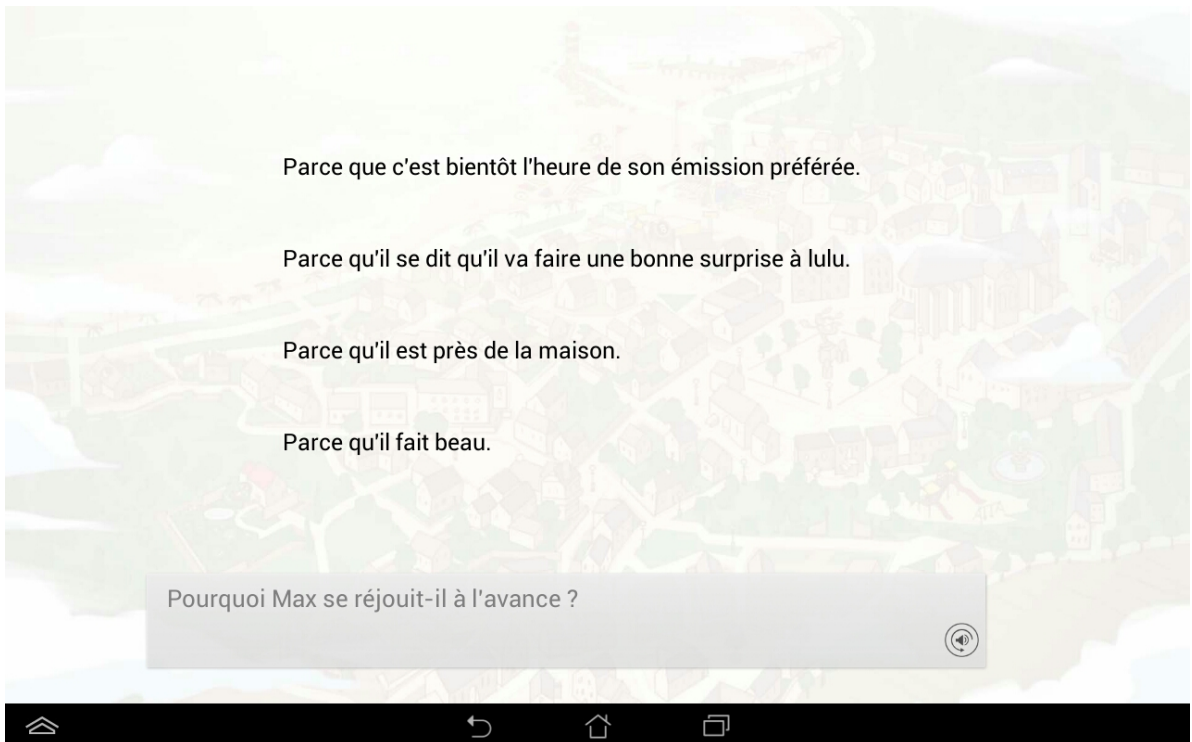 Parce que c'est bientôt l'heure de son émission préférée.
Parce qu'il se dit qu'il va faire une bonne surprise à lulu.
Parce qu'il est près de la maison.
Parce qu'il fait beau.
Pourquoi Max se réjouit-il à l'avance ?